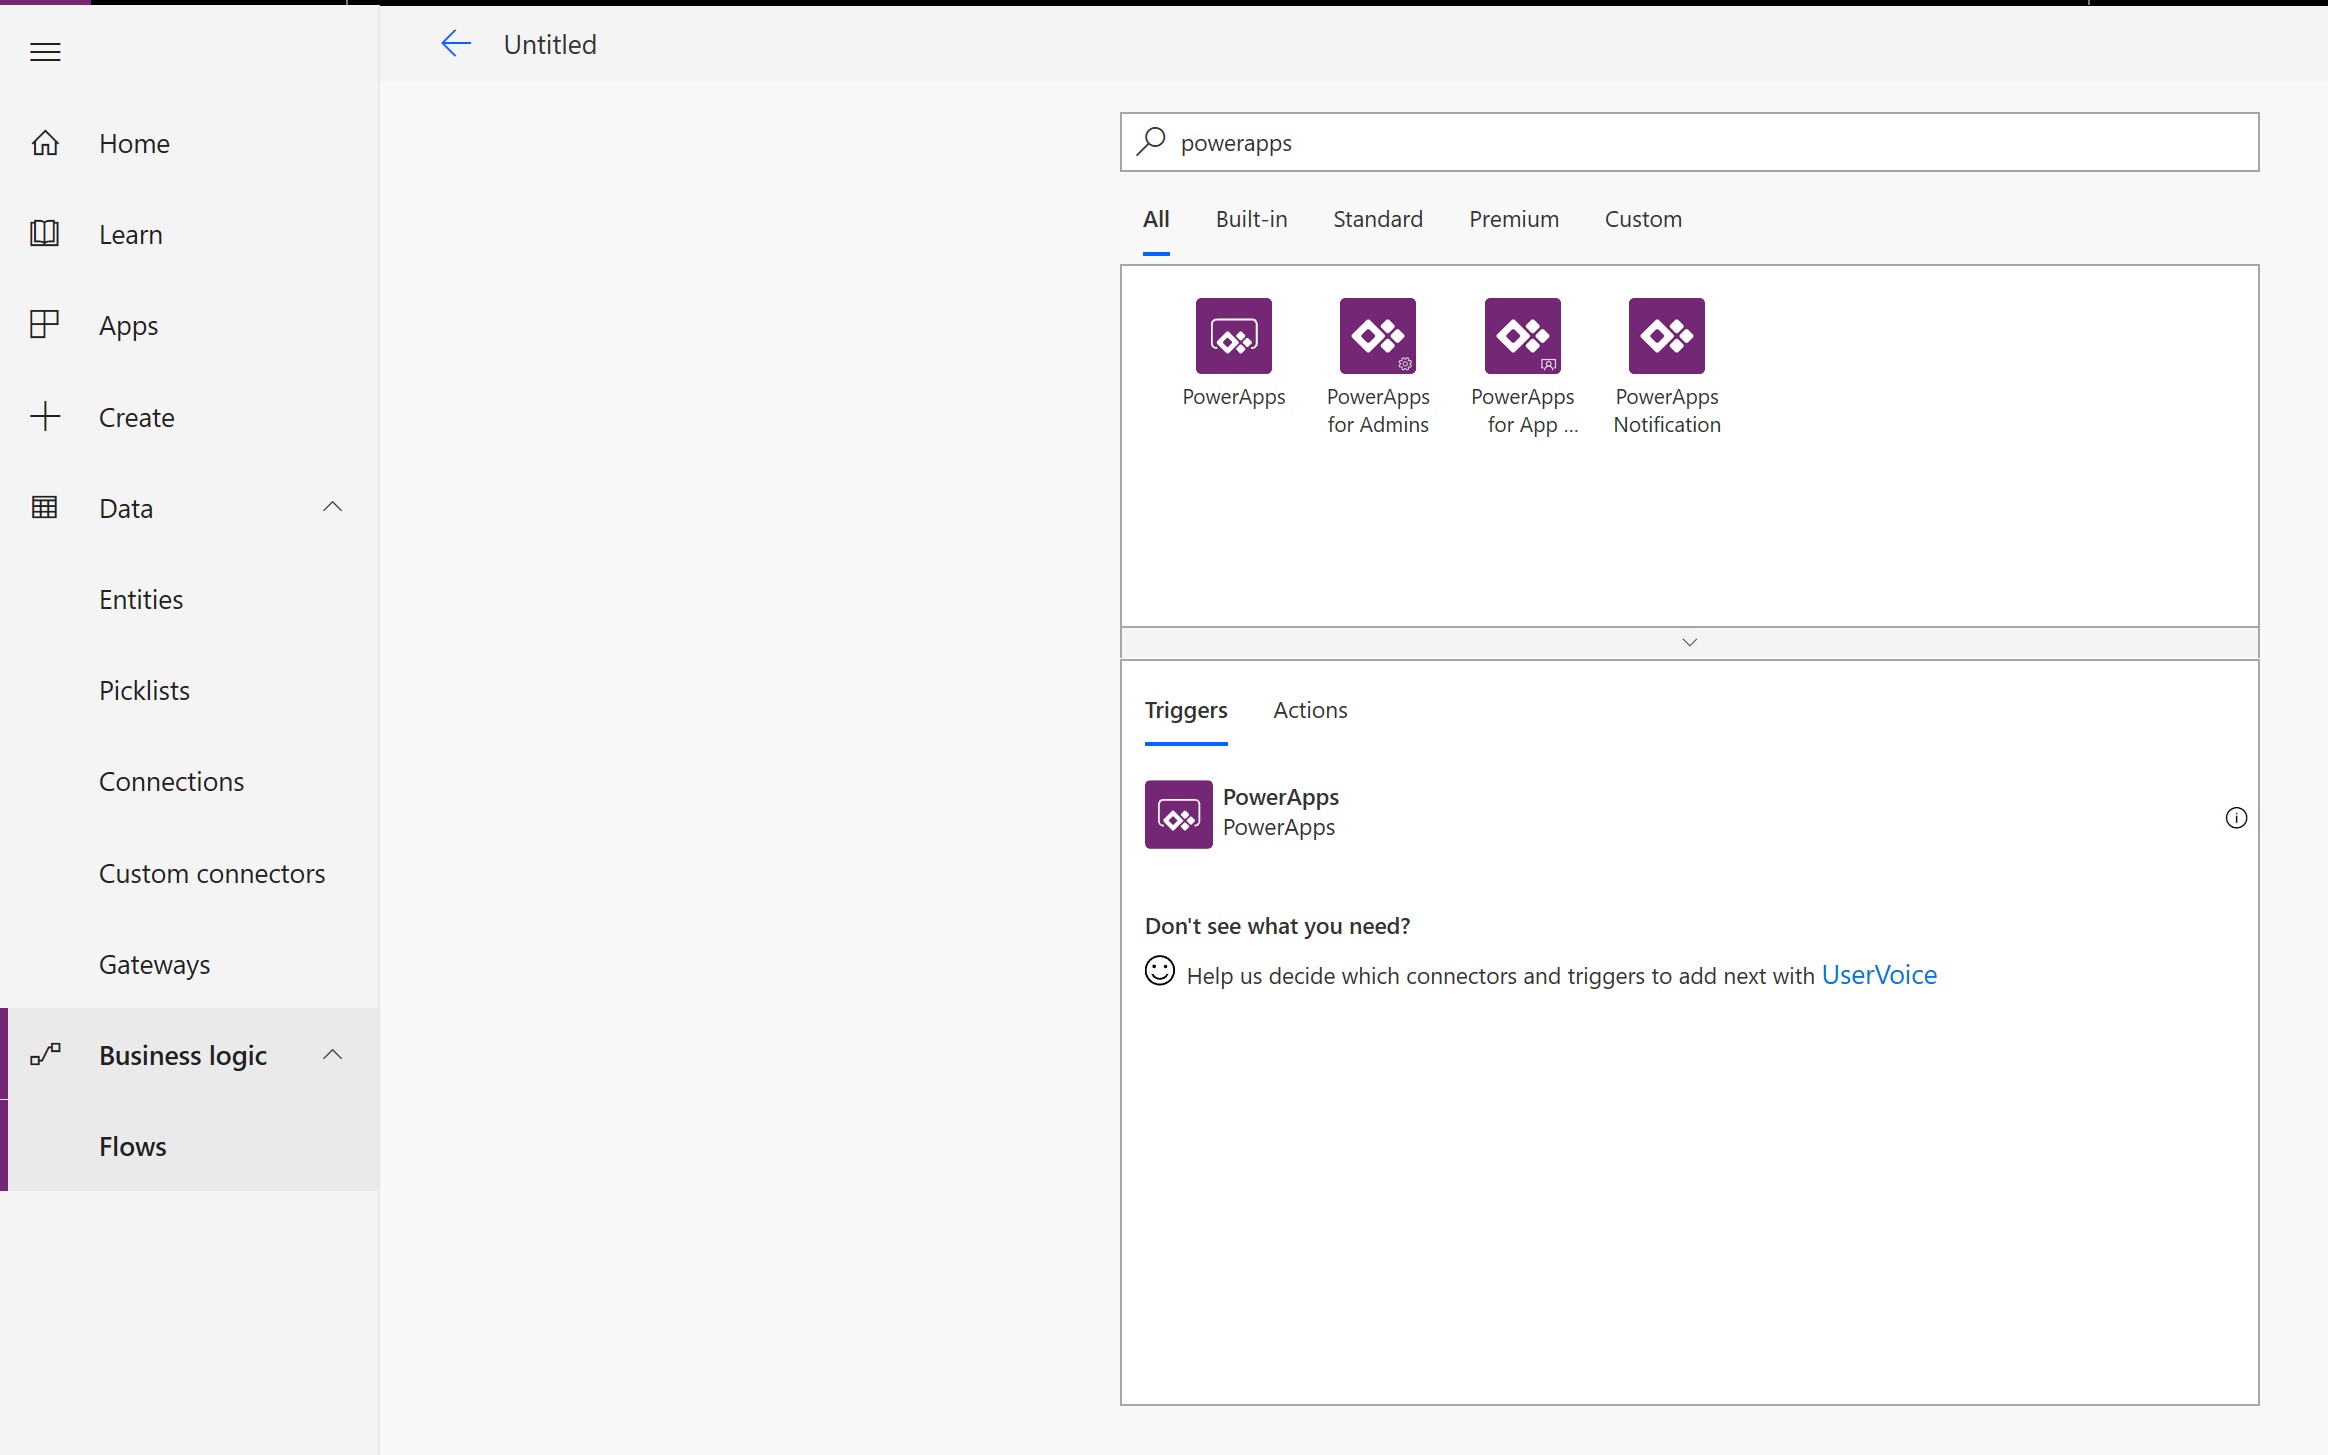 Untitled
Home
Learn
Apps
Create
Data
Entities
Picklists
Connections
Custom connectors
Gateways
Business logic
Flows
powerapps
All Built-in Standard Premium Custom
PowerApps
PowerApps
for Admins
PowerApps
for App ...
PowerApps
Notification
Triggers Actions
PowerApps
PowerApps
Don't see what you need?
Help us decide which connectors and triggers to add next with UserVoice